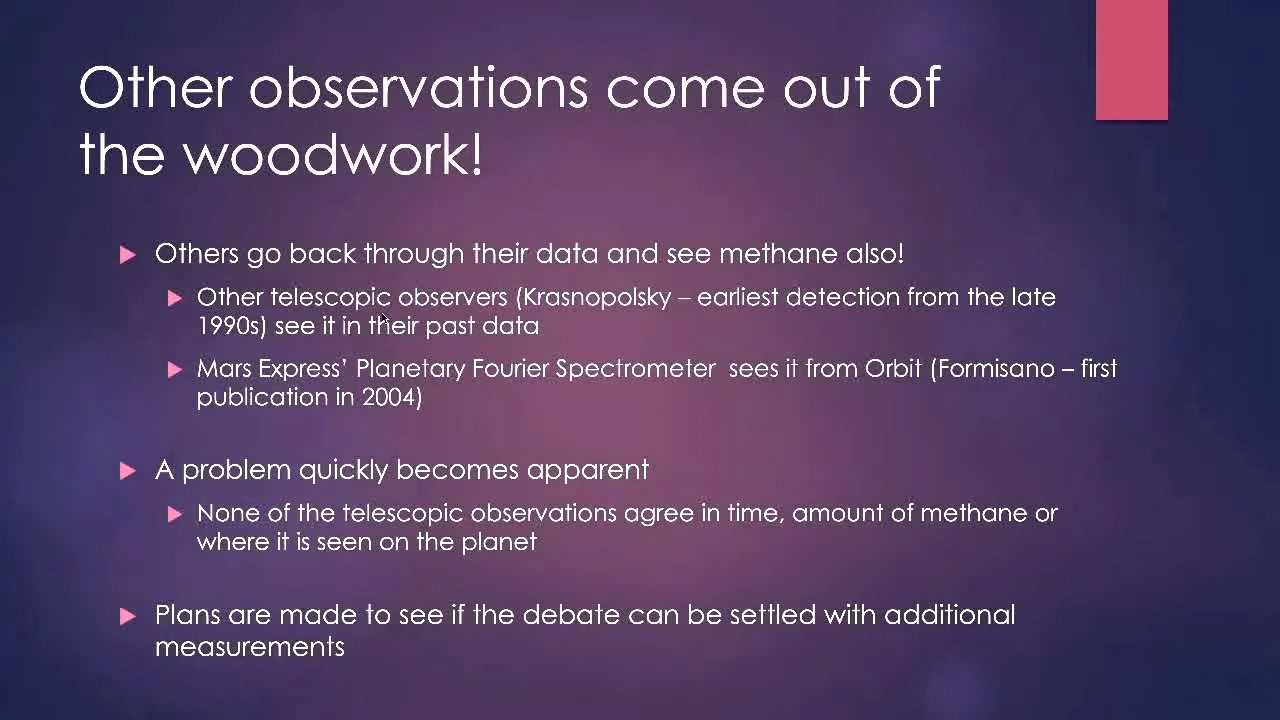 Other observations come out of
the woodwork!
Others go back through their data and see methane also!
Other telescopic observers (Krasnopolsky – earliest detection from the late
1990s) see it in their past data
Mars Express’ Planetary Fourier Spectrometer  sees it from Orbit (Formisano – first
publication in 2004)
A problem quickly becomes apparent
None of the telescopic observations agree in time, amount of methane or
where it is seen on the planet
Plans are made to see if the debate can be settled with additional
measurements